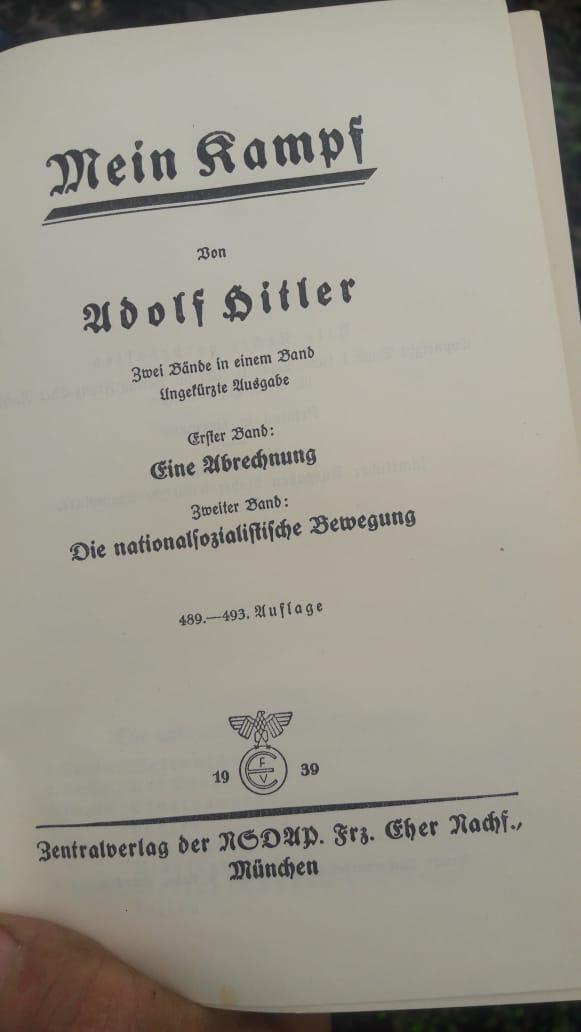 Mein Kampf
Von
Adolf Hitler
Zwei Bände in einem Band
Ungekürzte Ausgabe
Erster Band:
Eine Abrechnung
Zweiter Band:
Die nationalsozialistische Bewegung
489.—493. Auflage
19 F E V 39
Zentralverlag der NSDAP. Frz. Eher Nachf.,
München